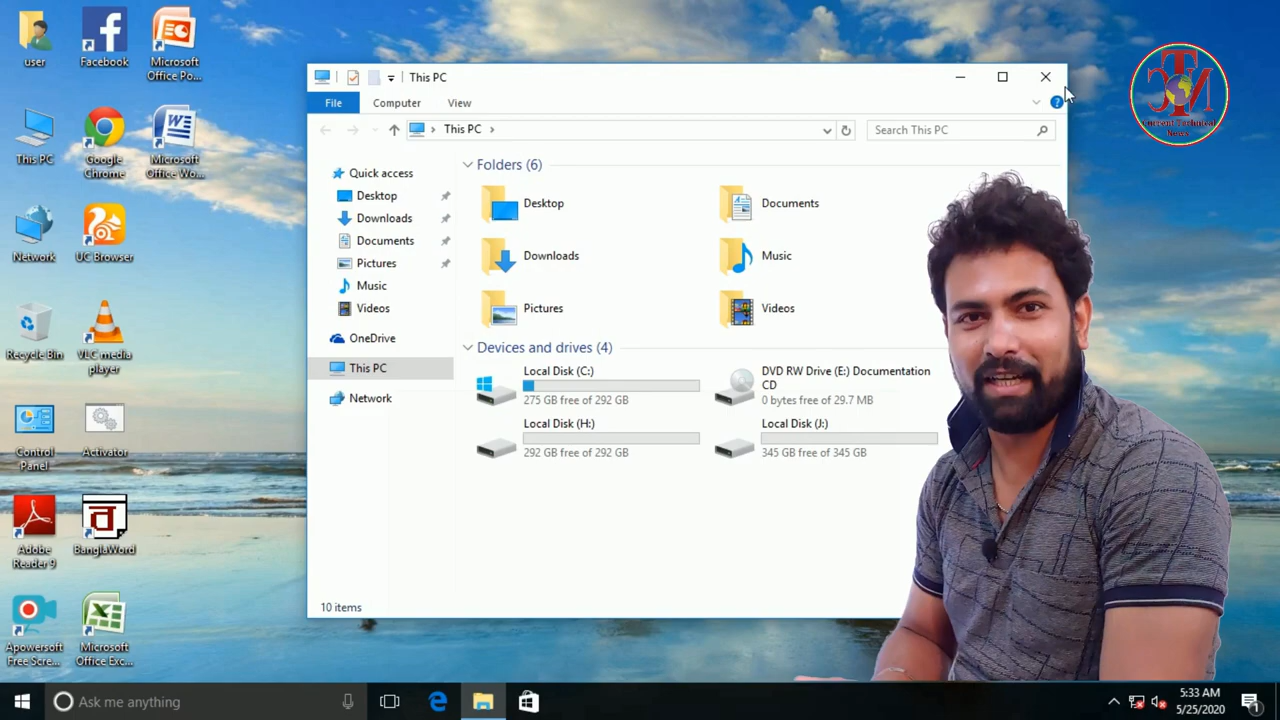 user
Facebook
Microsoft
Office Po...
This PC
Google
Chrome
Microsoft
Office Wo...
Network
UC Browser
Recycle Bin
VLC media
player
Control
Panel
Activator
Adobe
Reader 9
BanglaWord
Apowersoft
Free Scre...
Microsoft
Office Exc...
This PC
File
Computer
View
This PC
Search This PC
Quick access
Desktop
Downloads
Documents
Pictures
Music
Videos
OneDrive
This PC
Network
Folders (6)
Desktop
Documents
Downloads
Music
Pictures
Videos
Devices and drives (4)
Local Disk (C:)
275 GB free of 292 GB
DVD RW Drive (E:) Documentation
CD
0 bytes free of 29.7 MB
Local Disk (H:)
292 GB free of 292 GB
Local Disk (J:)
345 GB free of 345 GB
10 items
Current Technical
News
Ask me anything
5:33 AM
5/25/2020